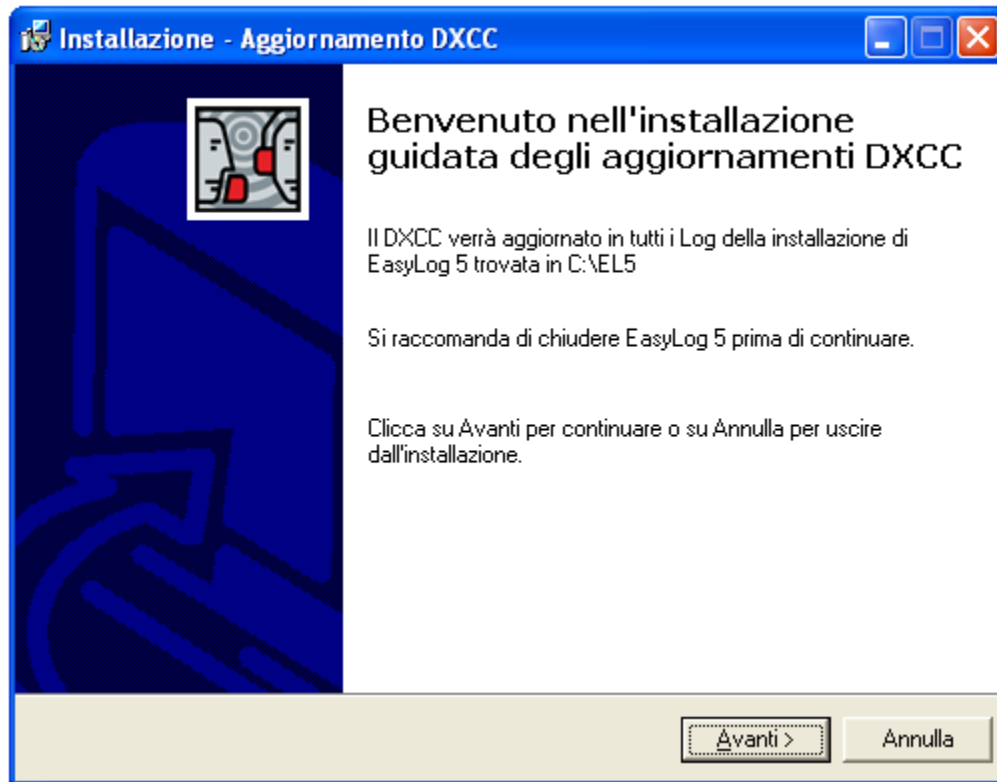 Installazione - Aggiornamento DXCC
Benvenuto nell'installazione
guidata degli aggiornamenti DXCC
Il DXCC verrà aggiornato in tutti i Log della installazione di
EasyLog 5 trovata in C:\EL5
Si raccomanda di chiudere EasyLog 5 prima di continuare.
Clicca su Avanti per continuare o su Annulla per uscire
dall'installazione.
Avanti >
Annulla